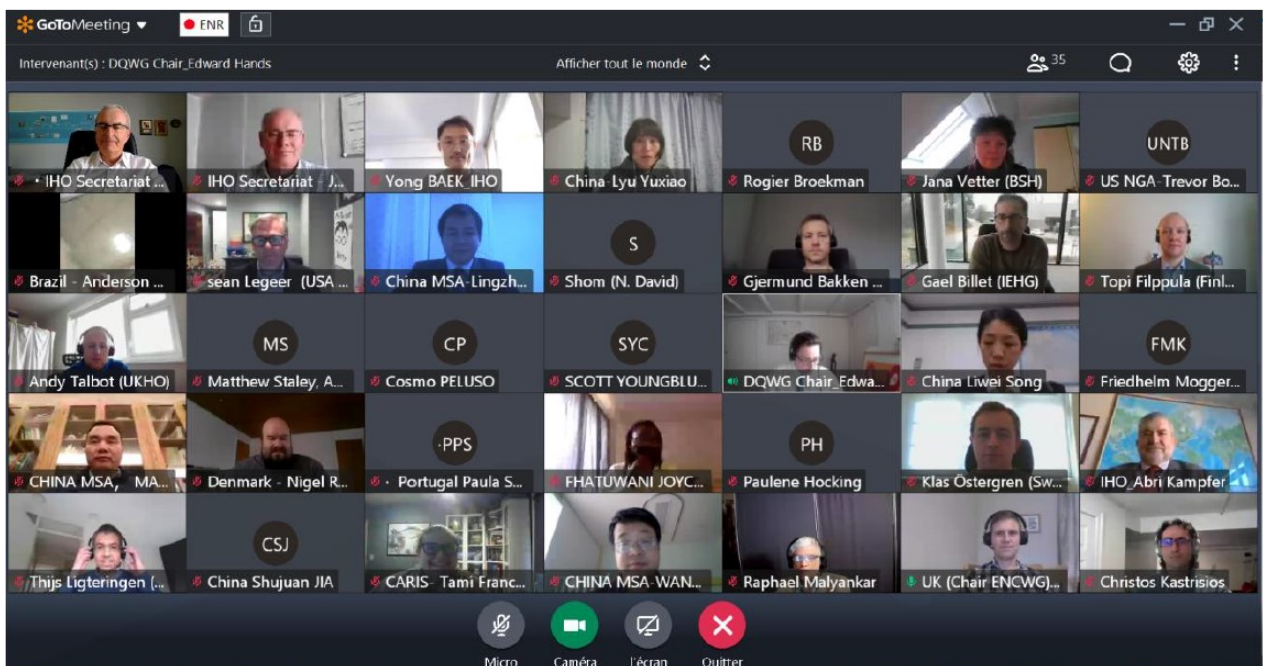 GoToMeeting
ENR
Intervenant(s) : DQWG Chair_Edward Hands
Afficher tout le monde
35
IHO Secretariat ...
IHO Secretariat - J...
Yong BAEK_IHO
China-Lyu Yuxiao
RB
Rogier Broekman
Jana Vetter (BSH)
UNTB
US NGA-Trevor Bo...
Brazil - Anderson ...
sean Legeer (USA ...
China MSA-Lingzh...
S
Shom (N. David)
Gjermund Bakken ...
Gael Billet (IEHG)
Topi Filppula (Finl...
Andy Talbot (UKHO)
MS
Matthew Staley, A...
CP
Cosmo PELUSO
SYC
SCOTT YOUNGBLU...
DQWG Chair_Edwa...
China Liwei Song
FMK
Friedhelm Mogger...
CHINA MSA, MA...
Denmark - Nigel R...
·PPS
· Portugal Paula S...
FHATUWANI JOYC...
PH
Paulene Hocking
Klas Östergren (Sw...
IHO_Abri Kampfer
Thijs Ligteringen (...
CSJ
China Shujuan JIA
CARIS- Tami Franc...
CHINA MSA-WAN...
Raphael Malyankar
UK (Chair ENCWG)...
Christos Kastrisios
Micro
Caméra
l'écran
Quitter